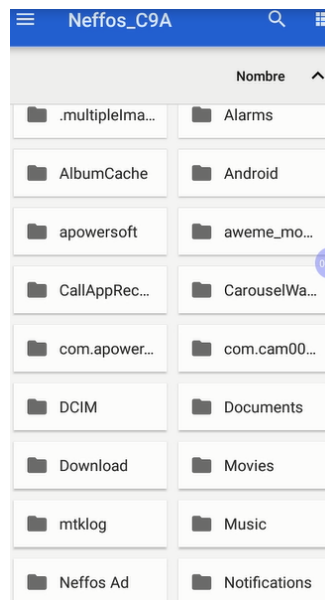 Neffos_C9A
Nombre
.multipleIma...
Alarms
AlbumCache
Android
apowersoft
aweme_mo...
CallAppRec...
CarouselWa...
com.apower...
com.cam00...
DCIM
Documents
Download
Movies
mtklog
Music
Neffos Ad
Notifications